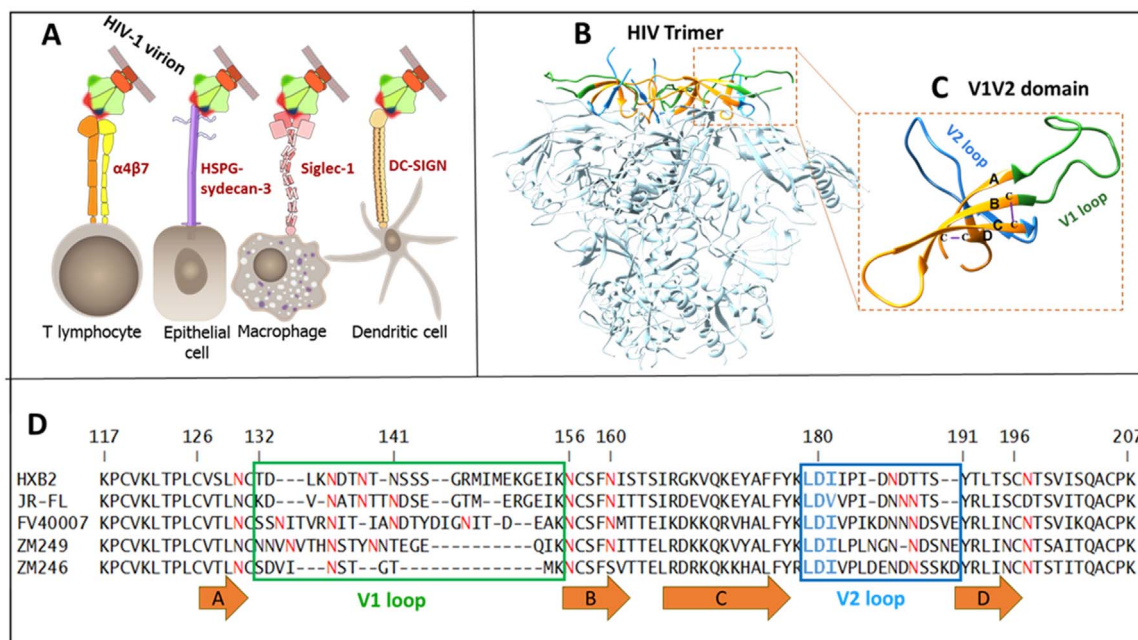 A
HIV-1 virion
α4β7
HSPG-
sydecan-3
Siglec-1
DC-SIGN
T lymphocyte
Epithelial
cell
Macrophage
Dendritic cell
B
HIV Trimer
C
V1V2 domain
V2 loop
V1 loop
A
B
C
C
C
C
C
D
D
117 126 132 141 156 160 180 191 196 207
HXB2 KPCVKLTPLCVSLNCTD---LKNDTNT-NSSS-GRMIMEKGEIKNCSFNISTSIRGKVQKEYAFFYKLDIIPI-DNDTTS--YTLTSCNTSVISQACPK
JR-FL KPCVKLTPLCVTLNCKD---V-NATNTTNDSE-GTM-ERGEIKNCSFNITTSIRDEVQKEYALFYKLDVVPI-DNNNTS--YRLISCDTSVITQACPK
FV40007 KPCVKLTPLCVTLNCSSNITVRNIT-IANDTYDIGNIT-D-EAKNCSFNMTTEIKDKKQRVHALFYKLDIVPIKDNNNDSVEYRLINCNTSVIKQACPK
ZM249 KPCVKLTPLCVTLNCNNVNVTHNSTYNNTEGE-----------QIKNCSFNITTELRDKKQKVYALFYKLDILPLNGN-NDSNEYRLINCNTSAITQACPK
ZM246 KPCVKLTPLCVTLNCSDVI---NST--GT--------------MKNCSFSVTTELRDRKQKKHALFYKLDIVPLDENDNSSKDYRLINCNTSTITQACPK
A V1 loop B C V2 loop D